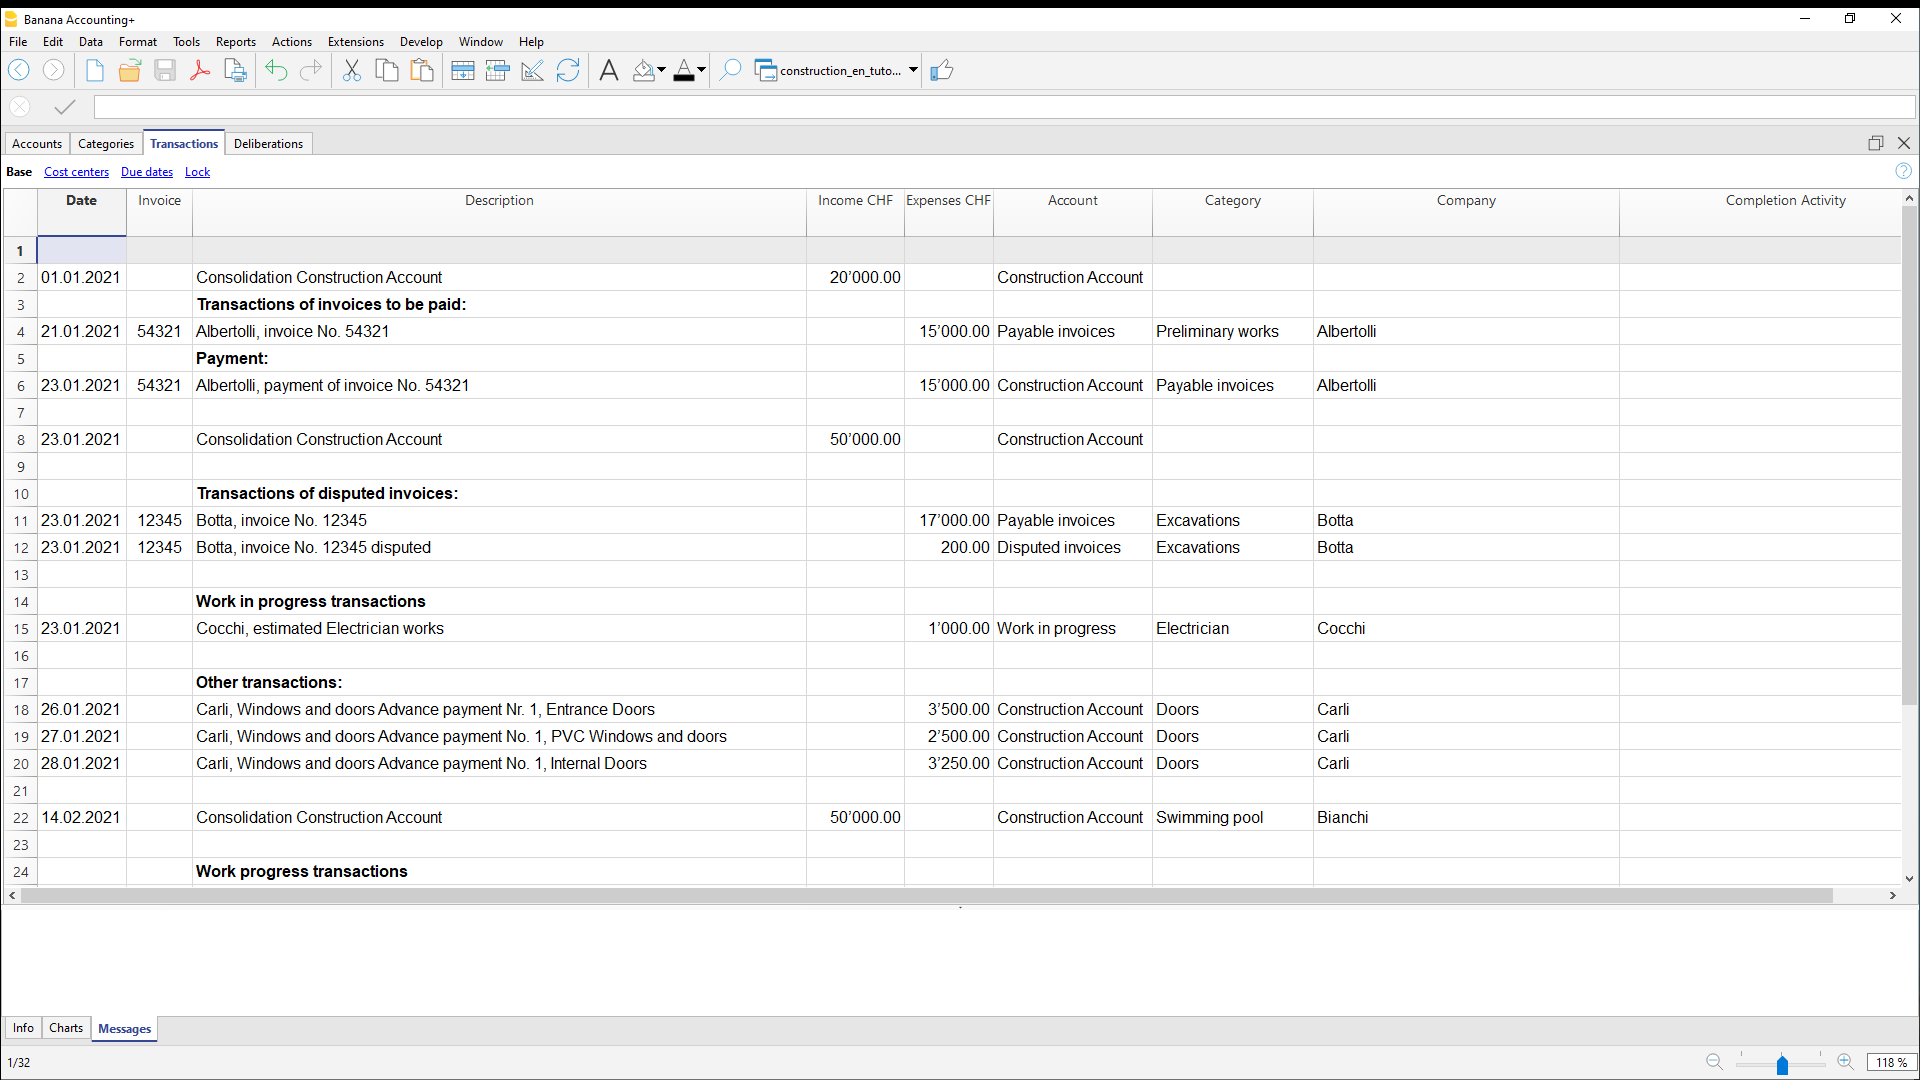 Banana Accounting+
File Edit Data Format Tools Reports Actions Extensions Develop Window Help
construction_en_tuto...
Accounts Categories Transactions Deliberations
Base Cost centers Due dates Lock
Date Invoice Description Income CHF Expenses CHF Account Category Company Completion Activity
1
2 01.01.2021 Consolidation Construction Account 20’000.00 Construction Account
3 Transactions of invoices to be paid:
4 21.01.2021 54321 Albertolli, invoice No. 54321 15’000.00 Payable invoices Preliminary works Albertolli
5 Payment:
6 23.01.2021 54321 Albertolli, payment of invoice No. 54321 15’000.00 Construction Account Payable invoices Albertolli
7
8 23.01.2021 Consolidation Construction Account 50’000.00 Construction Account
9
10 Transactions of disputed invoices:
11 23.01.2021 12345 Botta, invoice No. 12345 17’000.00 Payable invoices Excavations Botta
12 23.01.2021 12345 Botta, invoice No. 12345 disputed 200.00 Disputed invoices Excavations Botta
13
14 Work in progress transactions
15 23.01.2021 Cocchi, estimated Electrician works 1’000.00 Work in progress Electrician Cocchi
16
17 Other transactions:
18 26.01.2021 Carli, Windows and doors Advance payment Nr. 1, Entrance Doors 3’500.00 Construction Account Doors Carli
19 27.01.2021 Carli, Windows and doors Advance payment No. 1, PVC Windows and doors 2’500.00 Construction Account Doors Carli
20 28.01.2021 Carli, Windows and doors Advance payment No. 1, Internal Doors 3’250.00 Construction Account Doors Carli
21
22 14.02.2021 Consolidation Construction Account 50’000.00 Construction Account Swimming pool Bianchi
23
24 Work progress transactions
Info Charts Messages
1/32 118 %